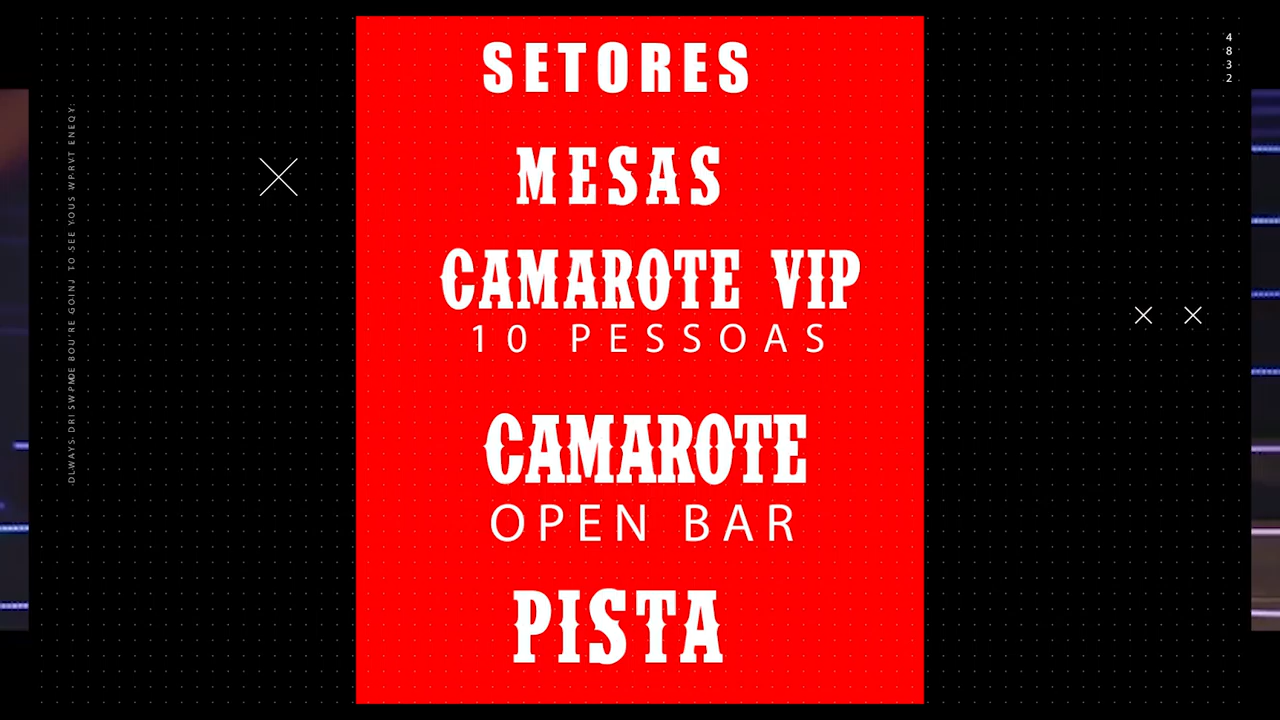 SETORES
MESAS
CAMAROTE VIP
10 PESSOAS
CAMAROTE
OPEN BAR
PISTA
4
8
3
2